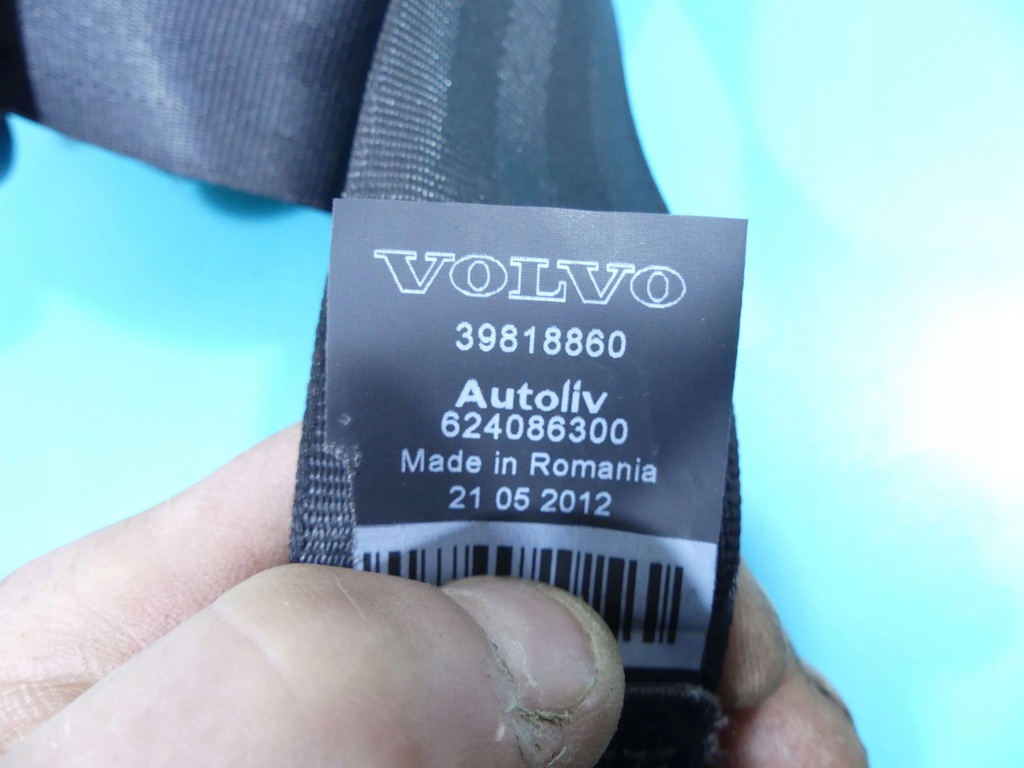 VOLVO
39818860
Autoliv
624086300
Made in Romania
21 05 2012